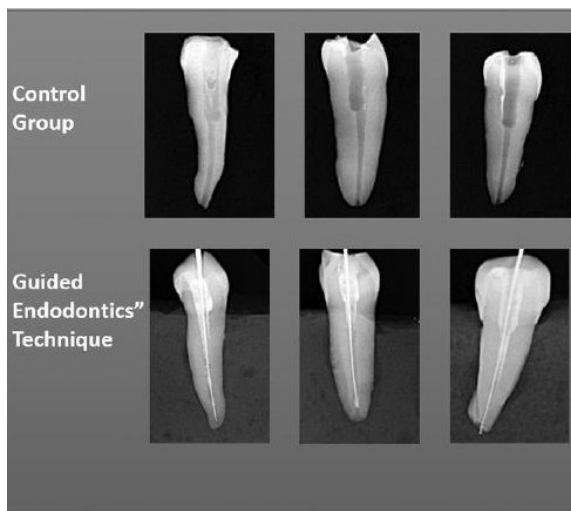 Control
Group
Guided
Endodontics”
Technique